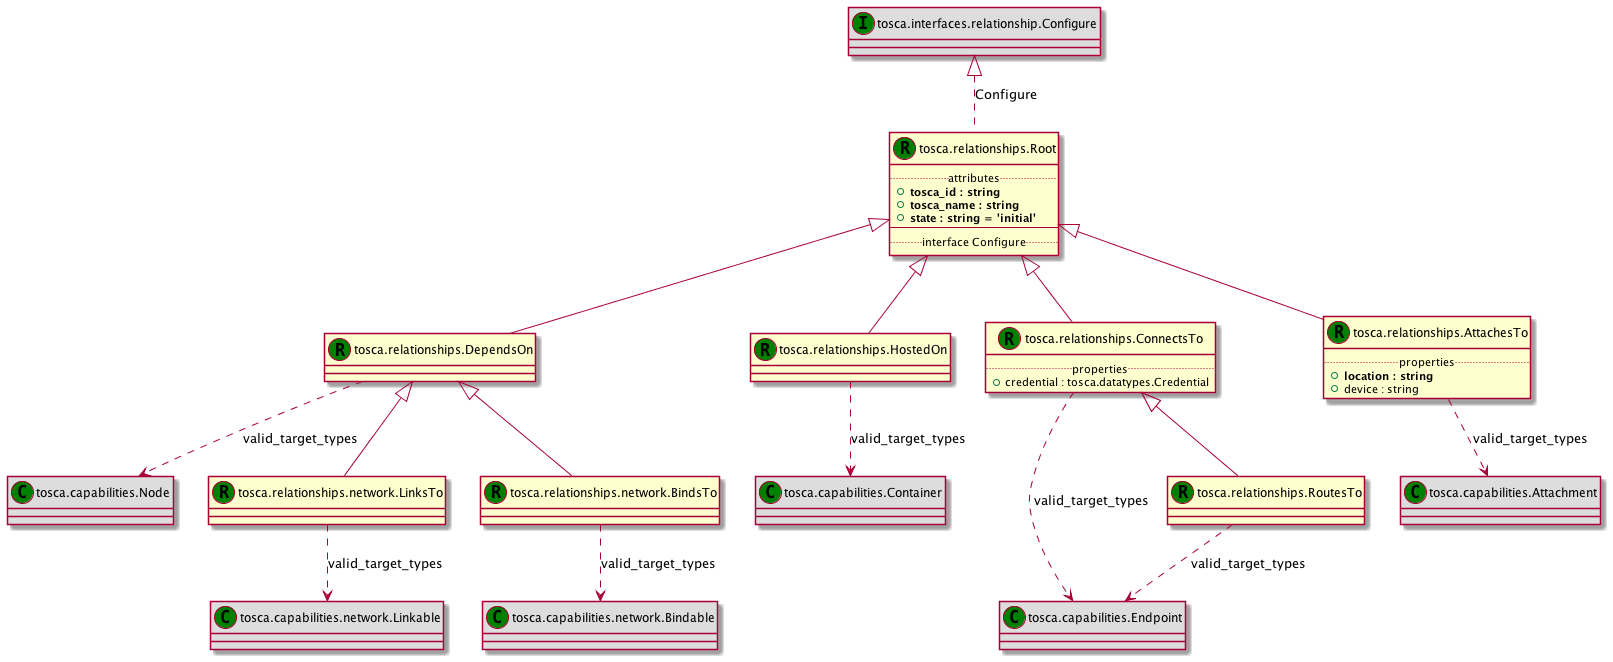 I tosca.interfaces.relationship.Configure
Configure
R tosca.relationships.Root
attributes
tosca_id : string
tosca_name : string
state : string = 'initial'
interface Configure
R tosca.relationships.DependsOn
R tosca.relationships.HostedOn
R tosca.relationships.ConnectsTo
properties
credential : tosca.datatypes.Credential
R tosca.relationships.AttachesTo
properties
location : string
device : string
valid_target_types
valid_target_types
valid_target_types
C tosca.capabilities.Node
R tosca.relationships.network.LinksTo
R tosca.relationships.network.BindsTo
C tosca.capabilities.Container
valid_target_types
R tosca.relationships.RoutesTo
C tosca.capabilities.Attachment
valid_target_types
valid_target_types
valid_target_types
C tosca.capabilities.network.Linkable
C tosca.capabilities.network.Bindable
C tosca.capabilities.Endpoint